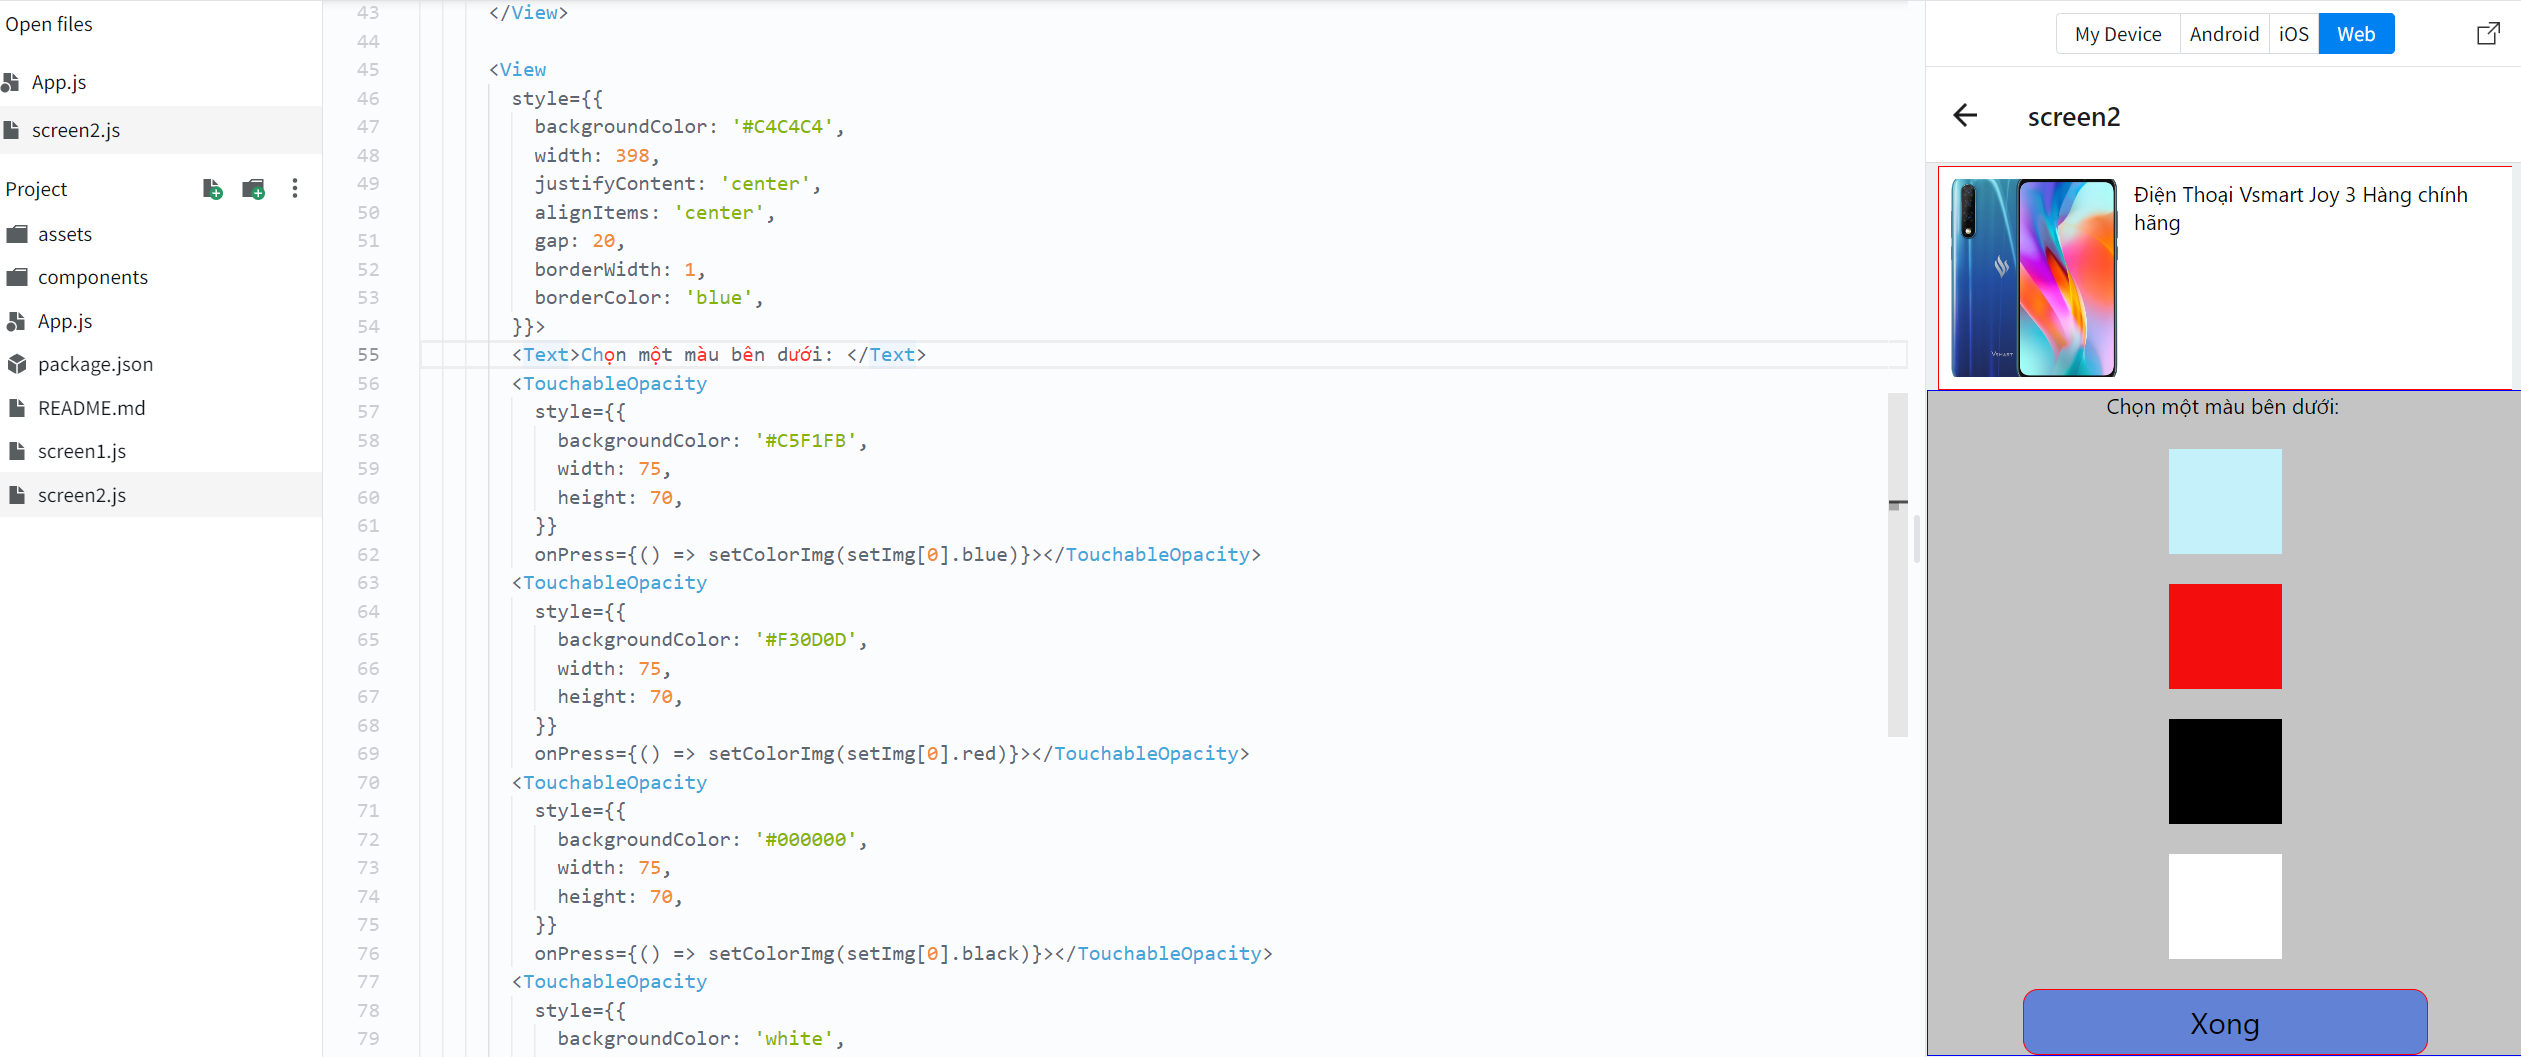 Open files
App.js
screen2.js
Project
assets
components
App.js
package.json
README.md
screen1.js
screen2.js
43 </View>
44
45 <View
46 style={{
47 backgroundColor: '#C4C4C4',
48 width: 398,
49 justifyContent: 'center',
50 alignItems: 'center',
51 gap: 20,
52 borderWidth: 1,
53 borderColor: 'blue',
54 }}>
55 <Text>Chọn một màu bên dưới: </Text>
56 <TouchableOpacity
57 style={{
58 backgroundColor: '#C5F1FB',
59 width: 75,
60 height: 70,
61 }}
62 onPress={() => setColorImg(setImg[0].blue)}></TouchableOpacity>
63 <TouchableOpacity
64 style={{
65 backgroundColor: '#F30D0D',
66 width: 75,
67 height: 70,
68 }}
69 onPress={() => setColorImg(setImg[0].red)}></TouchableOpacity>
70 <TouchableOpacity
71 style={{
72 backgroundColor: '#000000',
73 width: 75,
74 height: 70,
75 }}
76 onPress={() => setColorImg(setImg[0].black)}></TouchableOpacity>
77 <TouchableOpacity
78 style={{
79 backgroundColor: 'white',
My Device Android iOS Web
screen2
Điện Thoại Vsmart Joy 3 Hàng chính
hãng
VSMART
Chọn một màu bên dưới:
Xong